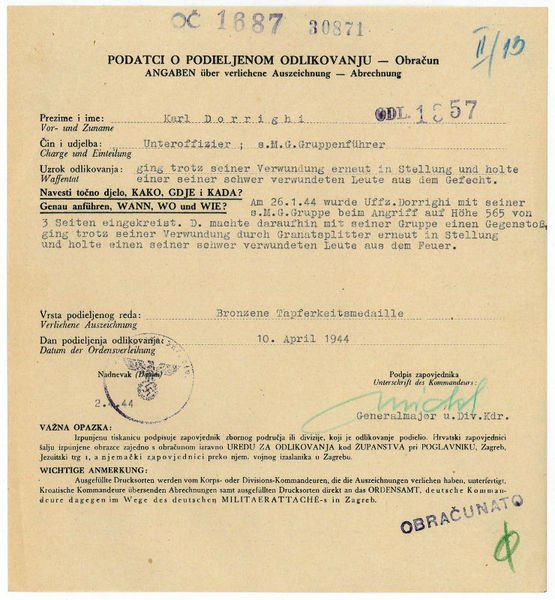 OČ 1687 30871
II/13
PODATCI O PODIELJENOM ODLIKOVANJU — Obračun
ANGABEN über verliehene Auszeichnung — Abrechnung
Prezime i ime: Karl Dorrighi ODL. 1857
Vor- und Zuname
Čin i udjelba: Unteroffizier ; s.M.G.Gruppenführer
Charge und Einteilung
Uzrok odlikovanja: ging trotz seiner Verwundung erneut in Stellung und holte
Waffentat einer seiner schwer verwundeten Leute aus dem Gefecht.
Navesti točno djelo, KAKO, GDJE i KADA?
Genau anführen, WANN, WO und WIE? Am 26.1.44 wurde Uffz.Dorrighi mit seiner
s.M.G.Gruppe beim Angriff auf Höhe 565 von
3 Seiten eingekreist. D. machte daraufhin mit seiner Gruppe einen Gegenstoß,
ging trotz seiner Verwundung durch Granatsplitter erneut in Stellung
und holte einen seiner schwer verwundeten Leute aus dem Feuer.
Vrsta podieljenog reda: Bronzene Tapferkeitsmedaille
Verliehene Auszeichnung
Dan podieljenja odlikovanja: 10. April 1944
Datum der Ordensverleihung
Nadnevak (Datum) Podpis zapovjednika
Unterschrift des Kommandeurs:
44
Generalmajor u.Div.Kdr.
VAŽNA OPAZKA:
Izpunjenu tiskanicu podpisuje zapovjednik zbornog područja ili divizije, koji je odlikovanje podielio. Hrvatski zapovjednici
šalju izpunjene obrazce zajedno s obračunom izravno UREDU ZA ODLIKOVANJA kod ŽUPANSTVA pri POGLAVNIKU, Zagreb,
Jezuitski trg 1, a njemački zapovjednici preko njem. vojnog izaslanika u Zagrebu.
WICHTIGE ANMERKUNG:
Ausgefüllte Drucksorten werden vom Korps- oder Divisions-Kommandeuren, die die Auszeichnungen verliehen haben, unterfertigt.
Kroatische Kommandeure übersenden Abrechnungen samt ausgefüllten Drucksorten direkt an das ORDENSAMT, deutsche Komman-
deure dagegen im Wege des deutschen MILITAERATTACHÉ-s in Zagreb.
OBRAČUNATO